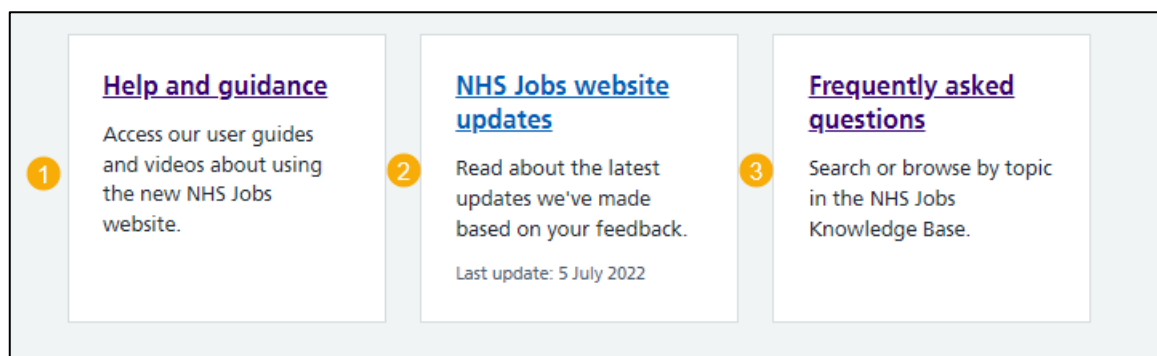 1
Help and guidance
Access our user guides
and videos about using
the new NHS Jobs
website.
2
NHS Jobs website
updates
Read about the latest
updates we've made
based on your feedback.
Last update: 5 July 2022
3
Frequently asked
questions
Search or browse by topic
in the NHS Jobs
Knowledge Base.